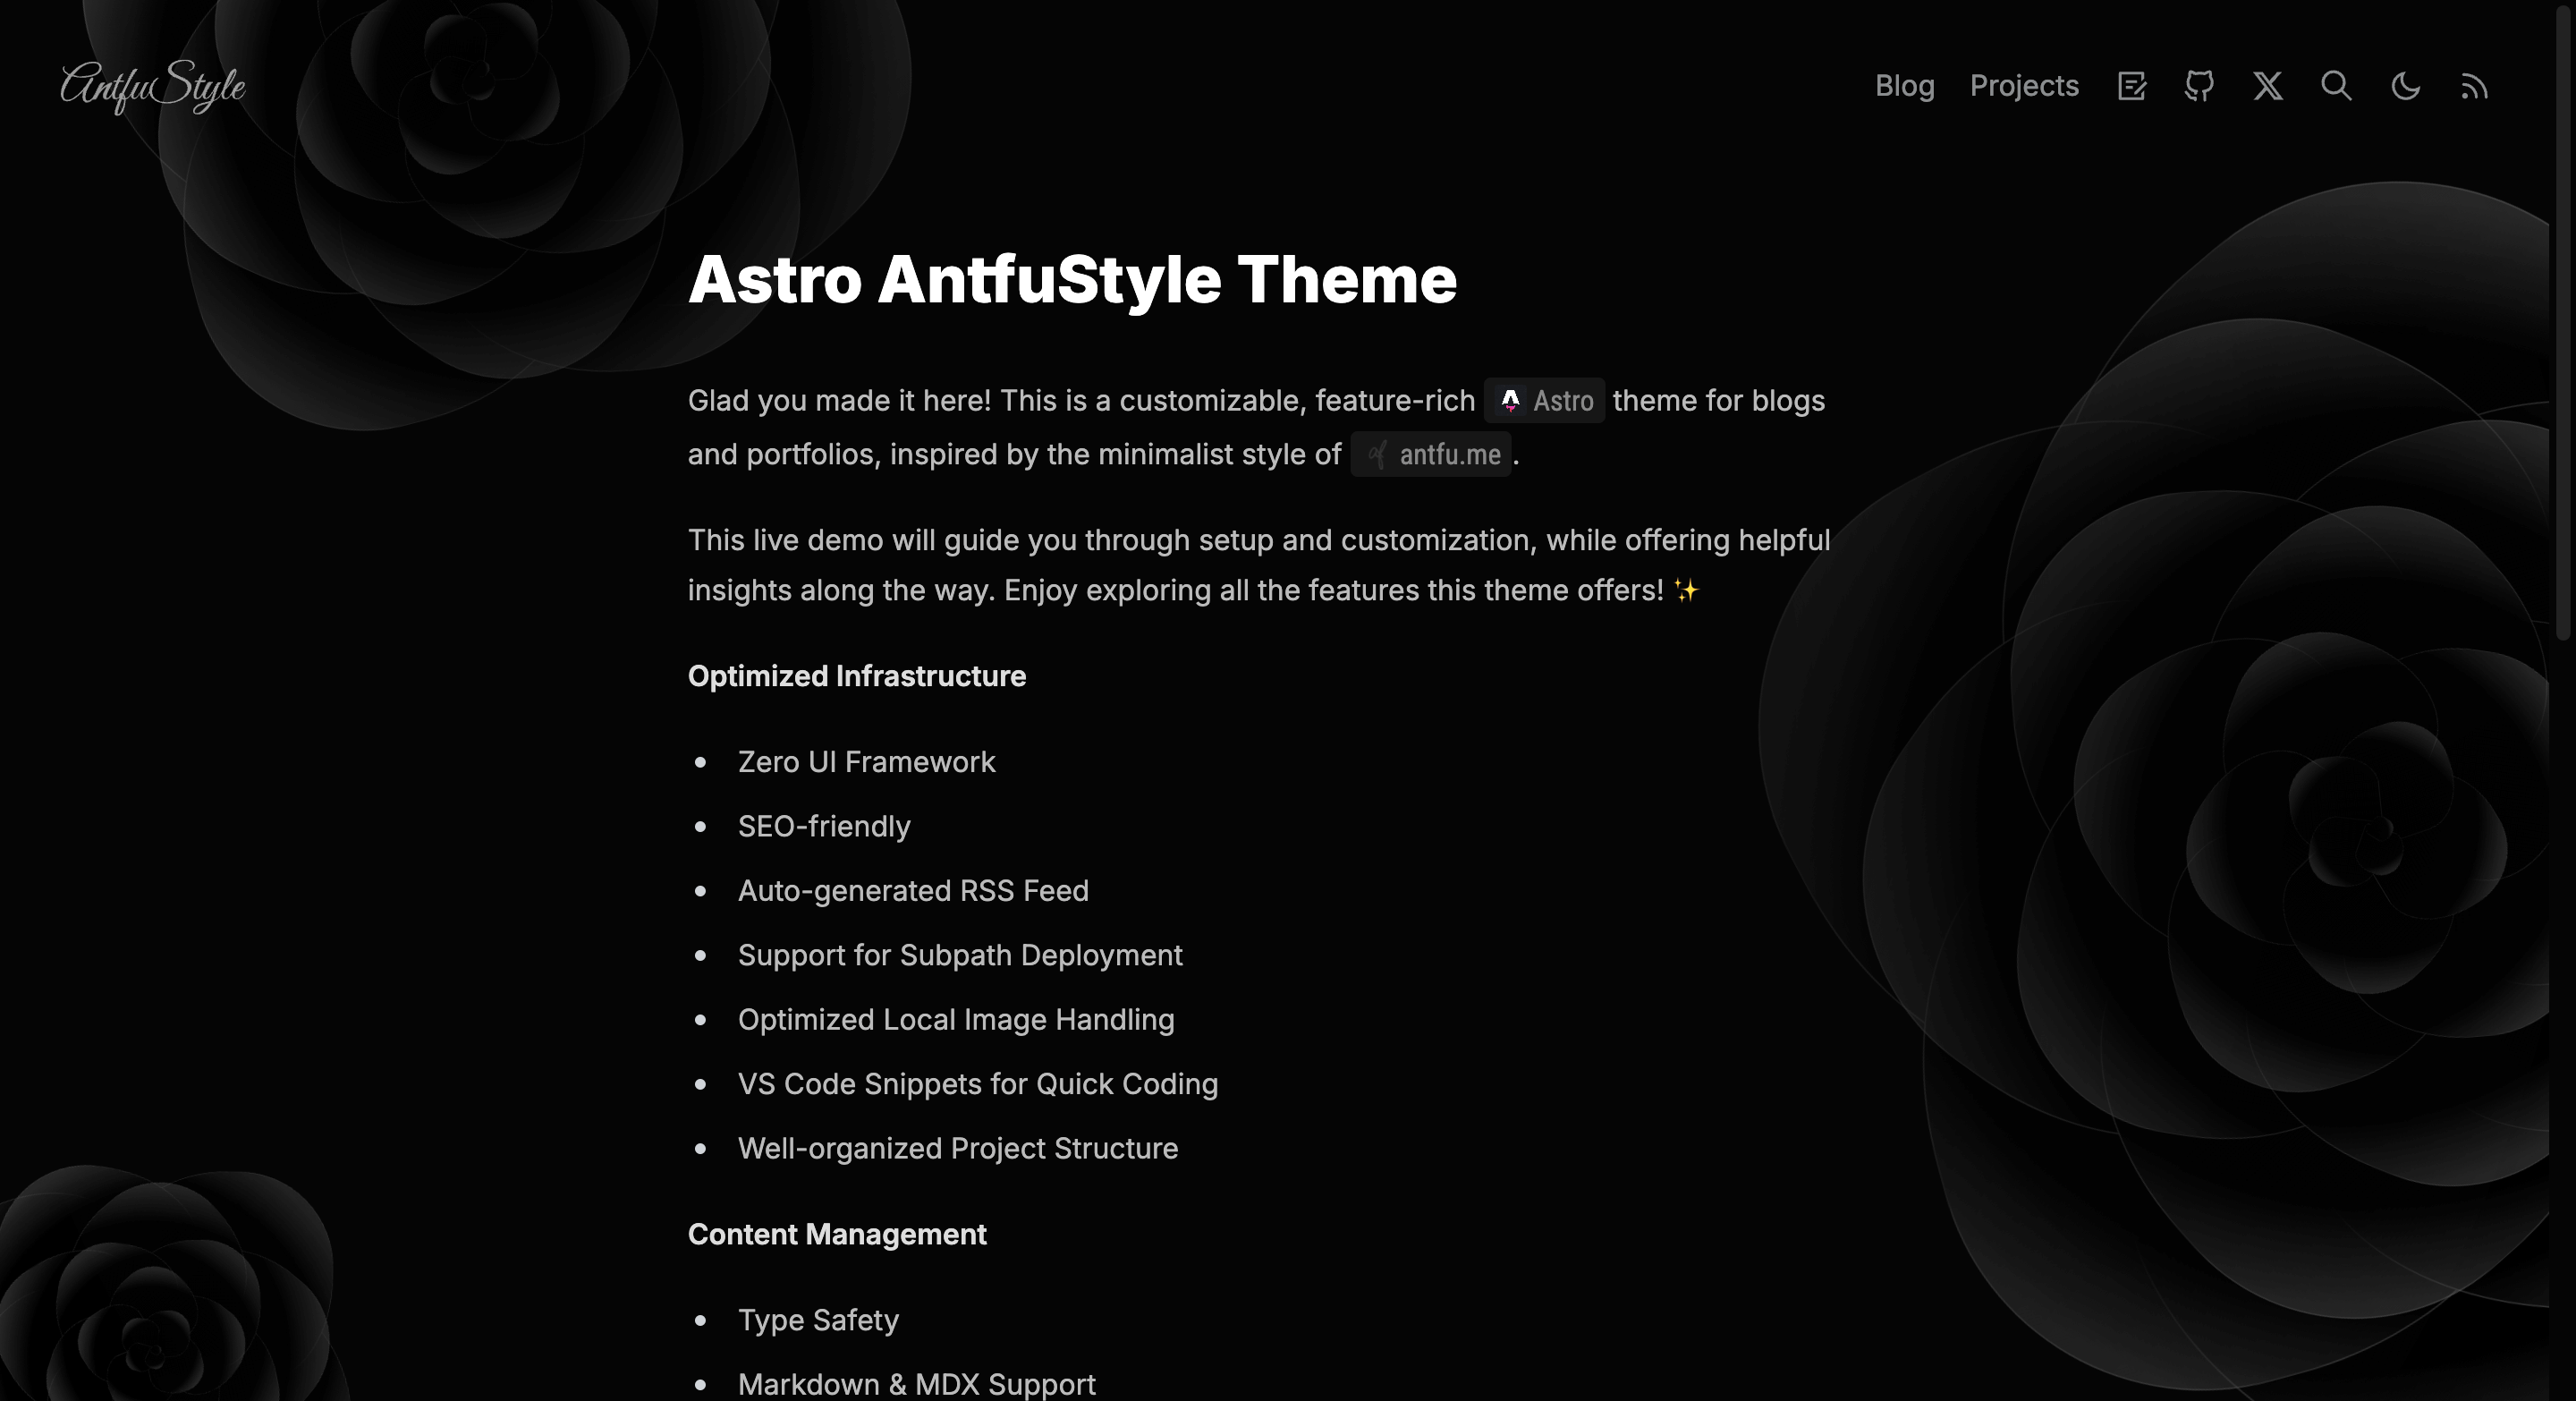 AntfuStyle
Blog Projects
Astro AntfuStyle Theme
Glad you made it here! This is a customizable, feature-rich Astro theme for blogs
and portfolios, inspired by the minimalist style of antfu.me.
This live demo will guide you through setup and customization, while offering helpful
insights along the way. Enjoy exploring all the features this theme offers! ✨
Optimized Infrastructure
• Zero UI Framework
• SEO-friendly
• Auto-generated RSS Feed
• Support for Subpath Deployment
• Optimized Local Image Handling
• VS Code Snippets for Quick Coding
• Well-organized Project Structure
Content Management
• Type Safety
• Markdown & MDX Support